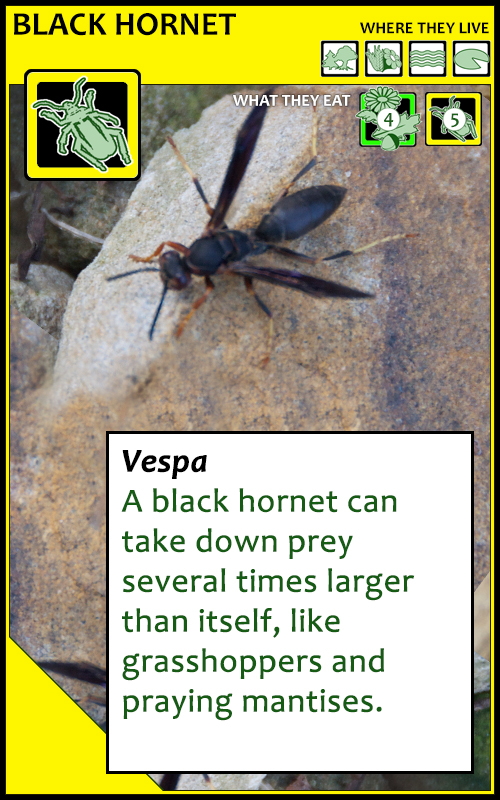 BLACK HORNET
WHERE THEY LIVE
WHAT THEY EAT
4
5
Vespa
A black hornet can
take down prey
several times larger
than itself, like
grasshoppers and
praying mantises.